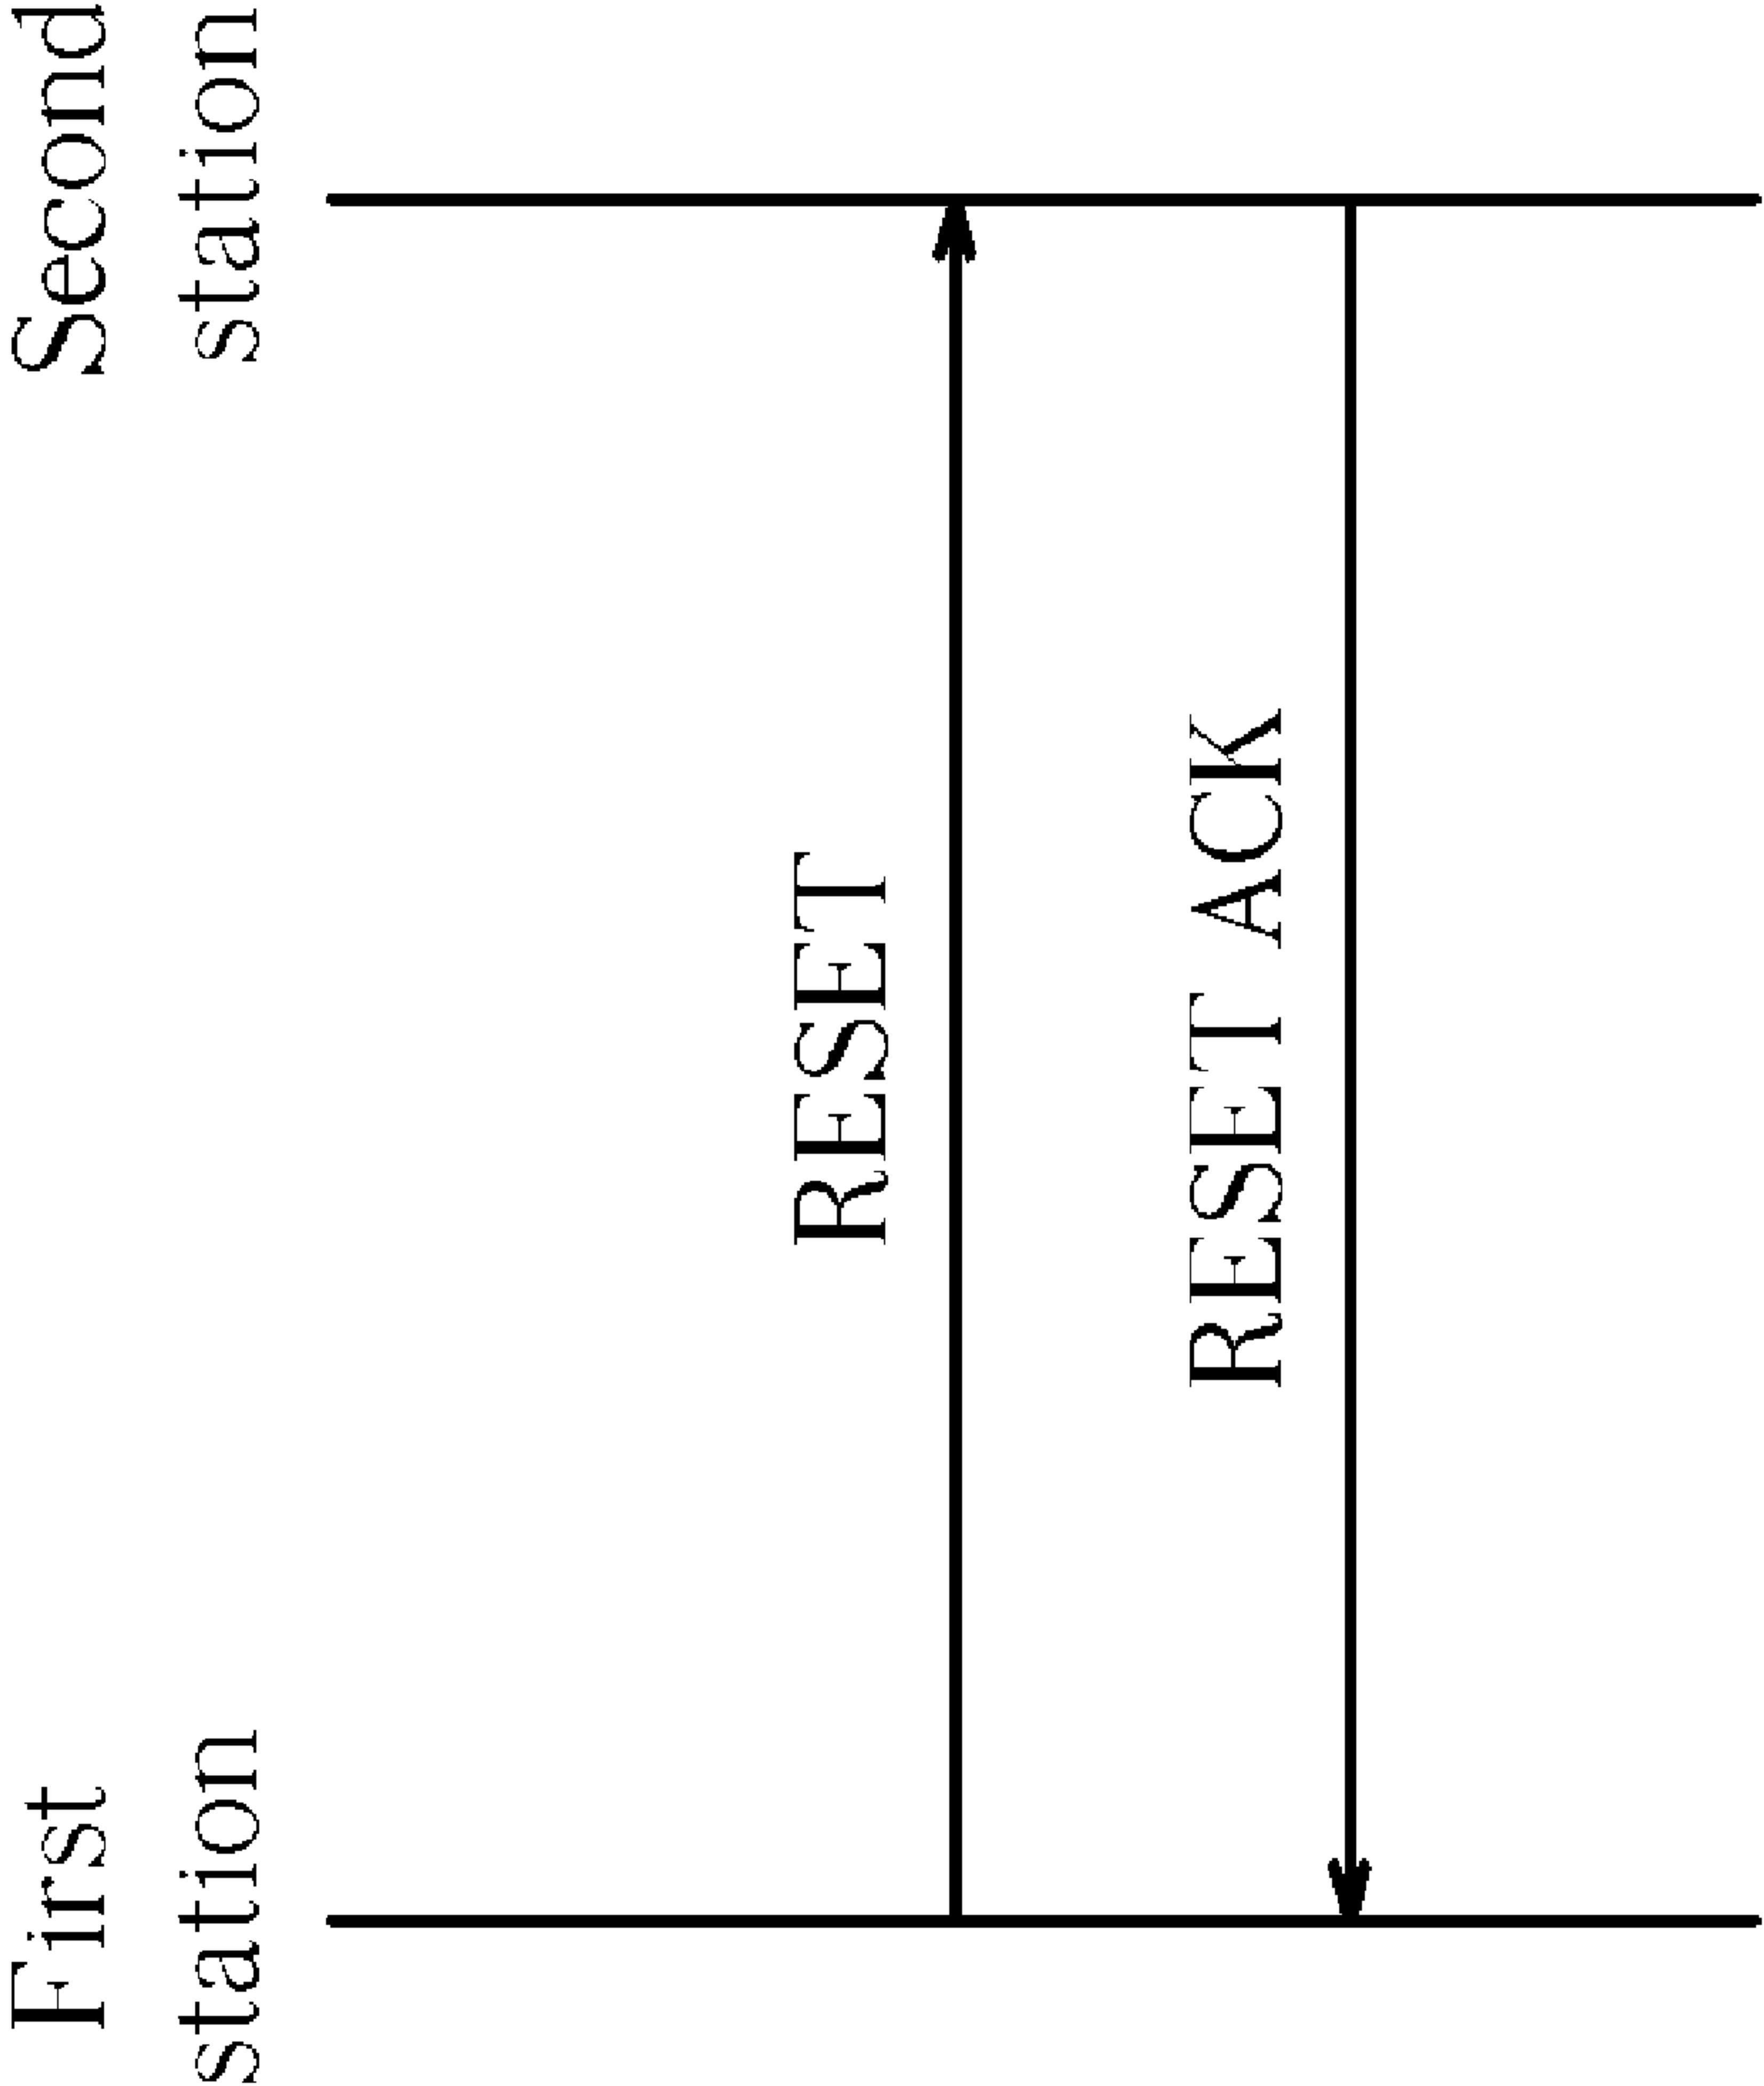 First
station
Second
station
RESET
RESET ACK